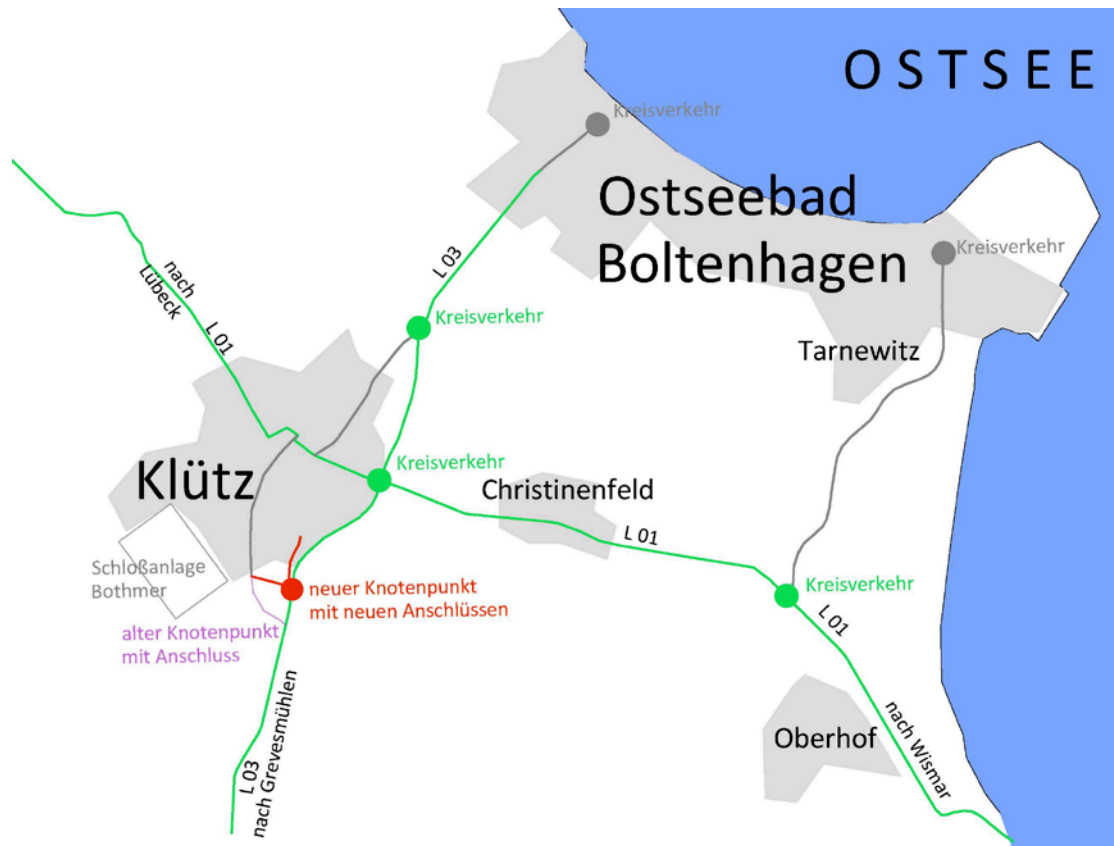 OSTSEE
Kreisverkehr
Ostseebad
Boltenhagen
Kreisverkehr
L 03
nach
Lübeck
L 01
Kreisverkehr
Tarnewitz
Klütz
Kreisverkehr
Christinenfeld
L 01
Schloßanlage
Bothmer
neuer Knotenpunkt
mit neuen Anschlüssen
Kreisverkehr
L 01
alter Knotenpunkt
mit Anschluss
L 03
nach Grevesmühlen
Oberhof
nach Wismar